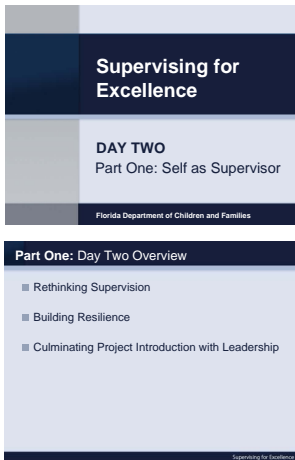 Supervising for
Excellence
DAY TWO
Part One: Self as Supervisor
Florida Department of Children and Families
Part One: Day Two Overview
Rethinking Supervision
Building Resilience
Culminating Project Introduction with Leadership
Supervising for Excellence